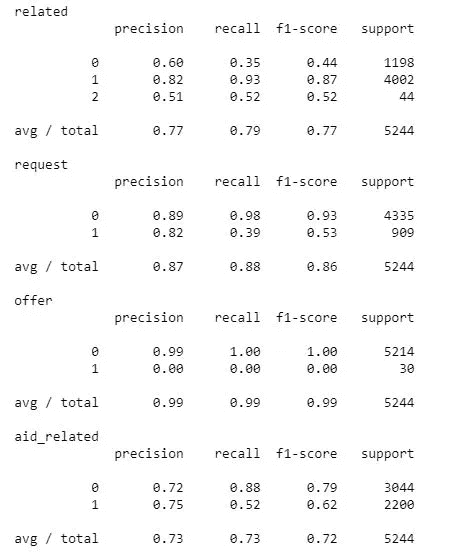 related
precision recall f1-score support
0 0.60 0.35 0.44 1198
1 0.82 0.93 0.87 4002
2 0.51 0.52 0.52 44
avg / total 0.77 0.79 0.77 5244
request
precision recall f1-score support
0 0.89 0.98 0.93 4335
1 0.82 0.39 0.53 909
avg / total 0.87 0.88 0.86 5244
offer
precision recall f1-score support
0 0.99 1.00 1.00 5214
1 0.00 0.00 0.00 30
avg / total 0.99 0.99 0.99 5244
aid_related
precision recall f1-score support
0 0.72 0.88 0.79 3044
1 0.75 0.52 0.62 2200
avg / total 0.73 0.73 0.72 5244